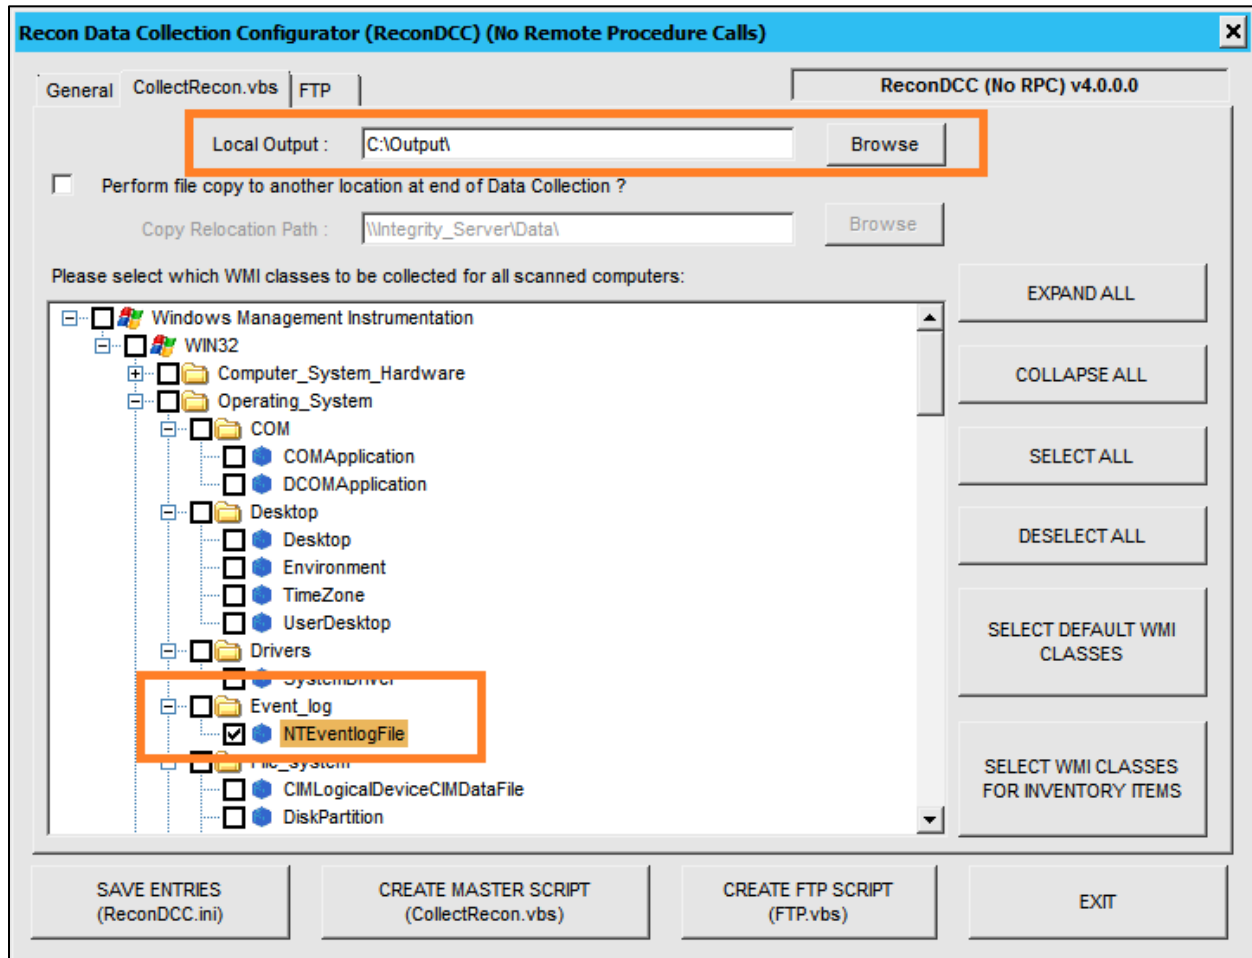 Recon Data Collection Configurator (ReconDCC) (No Remote Procedure Calls)
General CollectRecon.vbs FTP
ReconDCC (No RPC) v4.0.0.0
Local Output : C:\Output\ Browse
Perform file copy to another location at end of Data Collection ?
Copy Relocation Path : \\Integrity_Server\Data\ Browse
Please select which WMI classes to be collected for all scanned computers:
Windows Management Instrumentation
WIN32
Computer_System_Hardware
Operating_System
COM
COMApplication
DCOMApplication
Desktop
Desktop
Environment
TimeZone
UserDesktop
Drivers
SystemDriver
Event_log
NTEventlogFile
File_system
CIMLogicalDeviceCIMDataFile
DiskPartition
EXPAND ALL
COLLAPSE ALL
SELECT ALL
DESELECT ALL
SELECT DEFAULT WMI
CLASSES
SELECT WMI CLASSES
FOR INVENTORY ITEMS
SAVE ENTRIES
(ReconDCC.ini)
CREATE MASTER SCRIPT
(CollectRecon.vbs)
CREATE FTP SCRIPT
(FTP.vbs)
EXIT